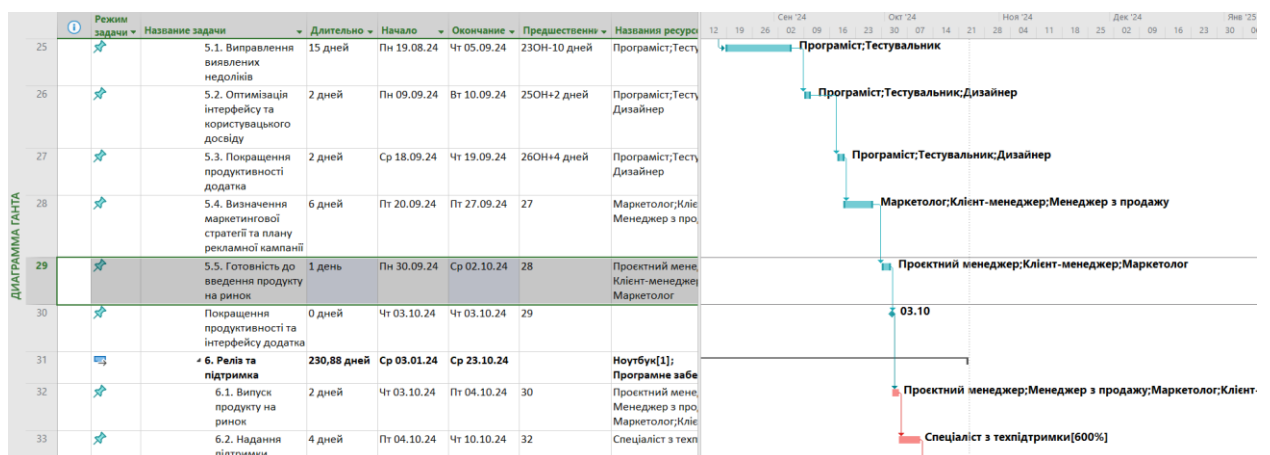 Режим задачи Название задачи Длительно Начало Окончание Предшественни Названия ресурс
Сен '24 Окт '24 Ноя '24 Дек '24 Янв '25
12 19 26 02 09 16 23 30 07 14 21 28 04 11 18 25 02 09 16 23 30
ДИАГРАММА ГАНТА
25 5.1. Виправлення 15 дней Пн 19.08.24 Чт 05.09.24 23ОН-10 дней Програміст;Тесту
виявлених
недоліків
Програміст;Тестувальник
26 5.2. Оптимізація 2 дней Пн 09.09.24 Вт 10.09.24 25ОН+2 дней Програміст;Тесту
інтерфейсу та Дизайнер
користувацького
досвіду
Програміст;Тестувальник;Дизайнер
27 5.3. Покращення 2 дней Ср 18.09.24 Чт 19.09.24 26ОН+4 дней Програміст;Тесту
продуктивності Дизайнер
додатка
Програміст;Тестувальник;Дизайнер
28 5.4. Визначення 6 дней Пт 20.09.24 Пт 27.09.24 27 Маркетолог;Кліє
маркетингової Менеджер з про
стратегії та плану
рекламної кампанії
Маркетолог;Клієнт-менеджер;Менеджер з продажу
29 5.5. Готовність до 1 день Пн 30.09.24 Ср 02.10.24 28 Проєктний мене
введення продукту Клієнт-менеджер
на ринок Маркетолог
Проєктний менеджер;Клієнт-менеджер;Маркетолог
30 Покращення 0 дней Чт 03.10.24 Чт 03.10.24 29
продуктивності та
інтерфейсу додатка
03.10
31 6. Реліз та 230,88 дней Ср 03.01.24 Ср 23.10.24 Ноутбук[1];
підтримка Програмне забе
32 6.1. Випуск 2 дней Чт 03.10.24 Пт 04.10.24 30 Проєктний мене
продукту на Менеджер з про
ринок Маркетолог;Кліє
Проєктний менеджер;Менеджер з продажу;Маркетолог;Клієнт-
33 6.2. Надання 4 дней Пт 04.10.24 Чт 10.10.24 32 Спеціаліст з техп
підтримки
Спеціаліст з техпідтримки[600%]